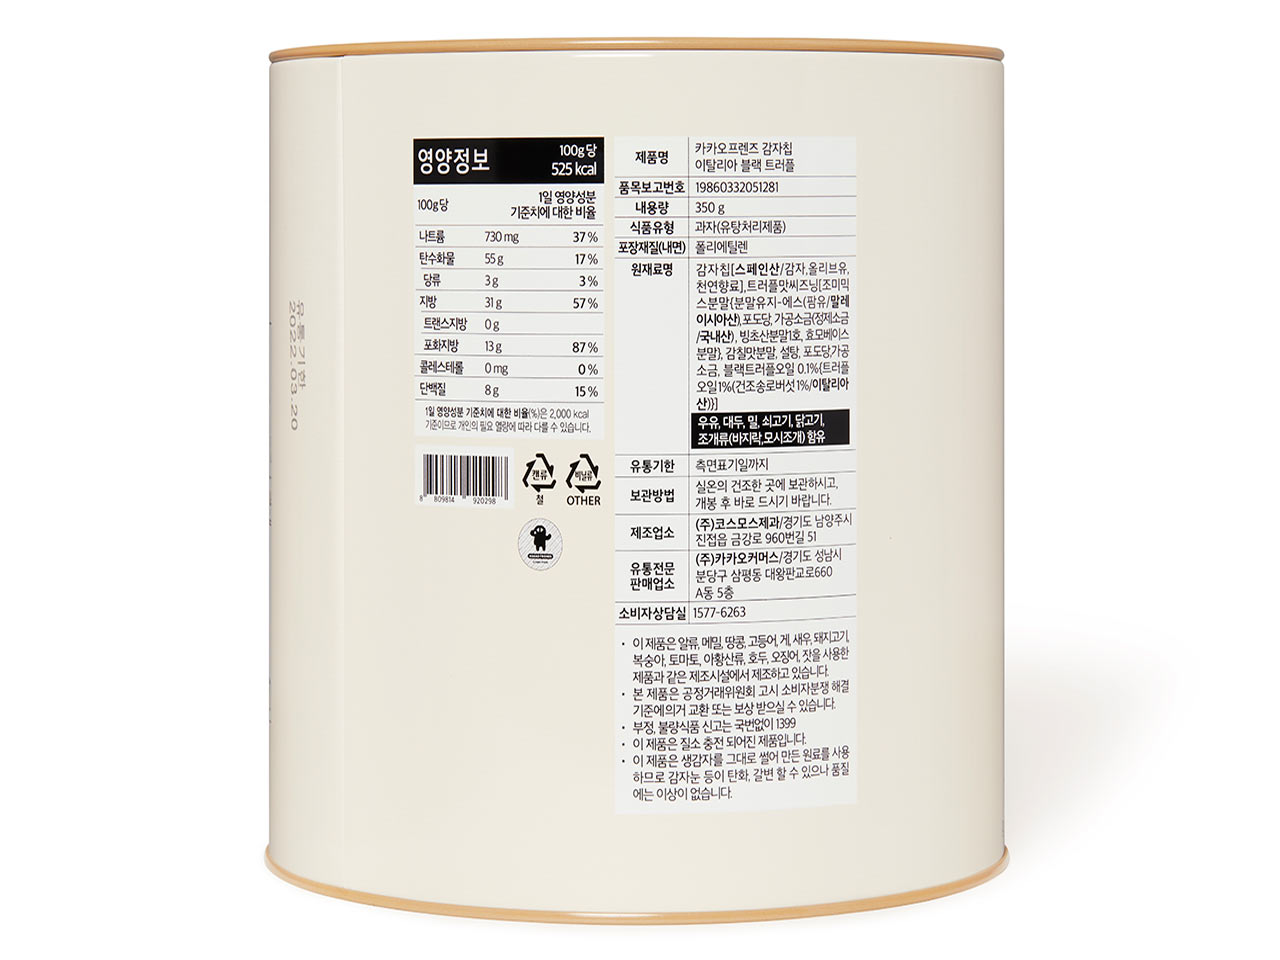 유통기한
2022.03.20
영양정보
100g당
525 kcal
100g당
1일 영양성분
기준치에 대한 비율
나트륨 730 mg 37 %
탄수화물 55 g 17 %
당류 3 g 3 %
지방 31 g 57 %
트랜스지방 0 g
포화지방 13 g 87 %
콜레스테롤 0 mg 0 %
단백질 8 g 15 %
1일 영양성분 기준치에 대한 비율(%)은 2,000 kcal
기준이므로 개인의 필요 열량에 따라 다를 수 있습니다.
8 809814 920298
캔류
철
비닐류
OTHER
제품명
카카오프렌즈 감자칩
이탈리아 블랙 트러플
품목보고번호 19860332051281
내용량 350 g
식품유형 과자(유탕처리제품)
포장재질(내면) 폴리에틸렌
원재료명
감자칩[스페인산/감자,올리브유,
천연향료],트러플맛씨즈닝[조미믹
스분말{분말유지-에스(팜유/말레
이시아산),포도당, 가공소금(정제소금
/국내산), 빙초산분말1호, 효모베이스
분말}, 감칠맛분말, 설탕, 포도당가공
소금, 블랙트러플오일 0.1%{트러플
오일1%(건조송로버섯1%/이탈리아
산)}]
우유, 대두, 밀, 쇠고기, 닭고기,
조개류(바지락,모시조개) 함유
유통기한 측면표기일까지
보관방법
실온의 건조한 곳에 보관하시고,
개봉 후 바로 드시기 바랍니다.
제조업소
(주)코스모스제과/경기도 남양주시
진접읍 금강로 960번길 51
유통전문
판매업소
(주)카카오커머스/경기도 성남시
분당구 삼평동 대왕판교로660
A동 5층
소비자상담실 1577-6263
• 이 제품은 알류, 메밀, 땅콩, 고등어, 게, 새우, 돼지고기,
복숭아, 토마토, 아황산류, 호두, 오징어, 잣을 사용한
제품과 같은 제조시설에서 제조하고 있습니다.
• 본 제품은 공정거래위원회 고시 소비자분쟁 해결
기준에의거 교환 또는 보상 받으실 수 있습니다.
• 부정, 불량식품 신고는 국번없이 1399
• 이 제품은 질소 충전 되어진 제품입니다.
• 이 제품은 생감자를 그대로 썰어 만든 원료를 사용
하므로 감자눈 등이 탄화, 갈변 할 수 있으나 품질
에는 이상이 없습니다.